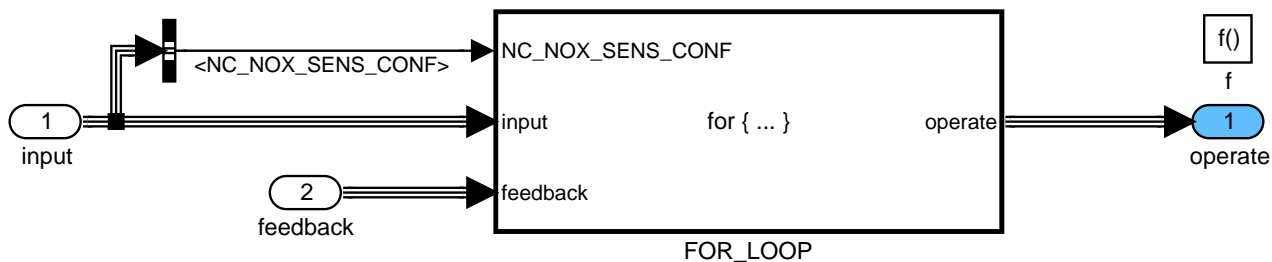 f()
NC_NOX_SENS_CONF
<NC_NOX_SENS_CONF>
f
1
input
for { ... }
operate
1
input
operate
2
feedback
feedback
FOR_LOOP